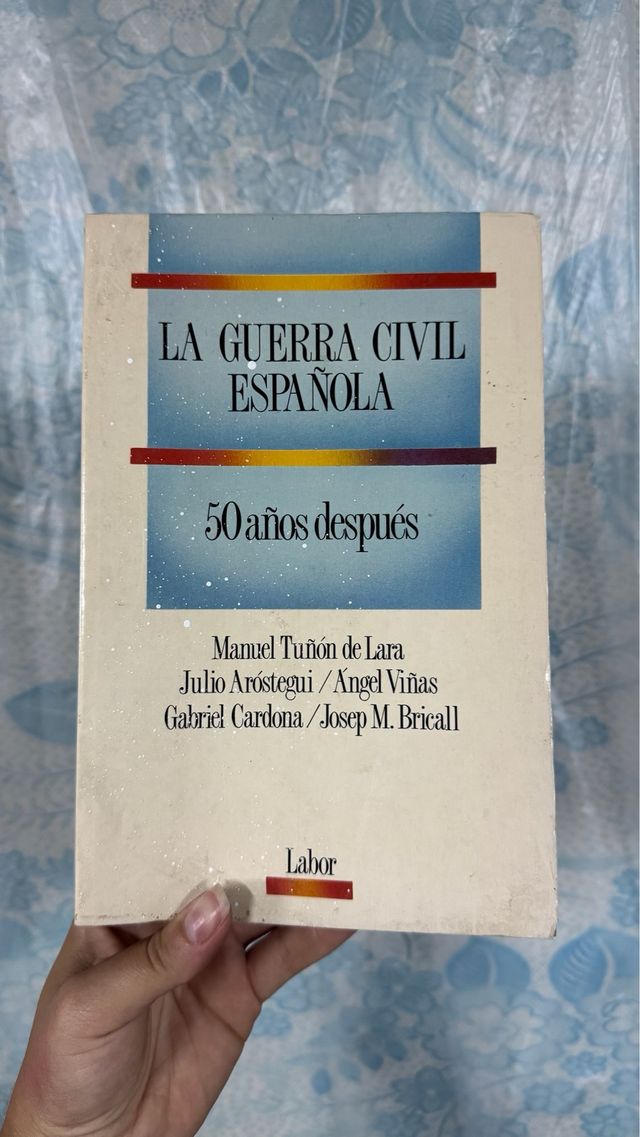 LA GUERRA CIVIL
ESPAÑOLA
50 años después
Manuel Tuñón de Lara
Julio Aróstegui / Ángel Viñas
Gabriel Cardona / Josep M. Bricall
Labor